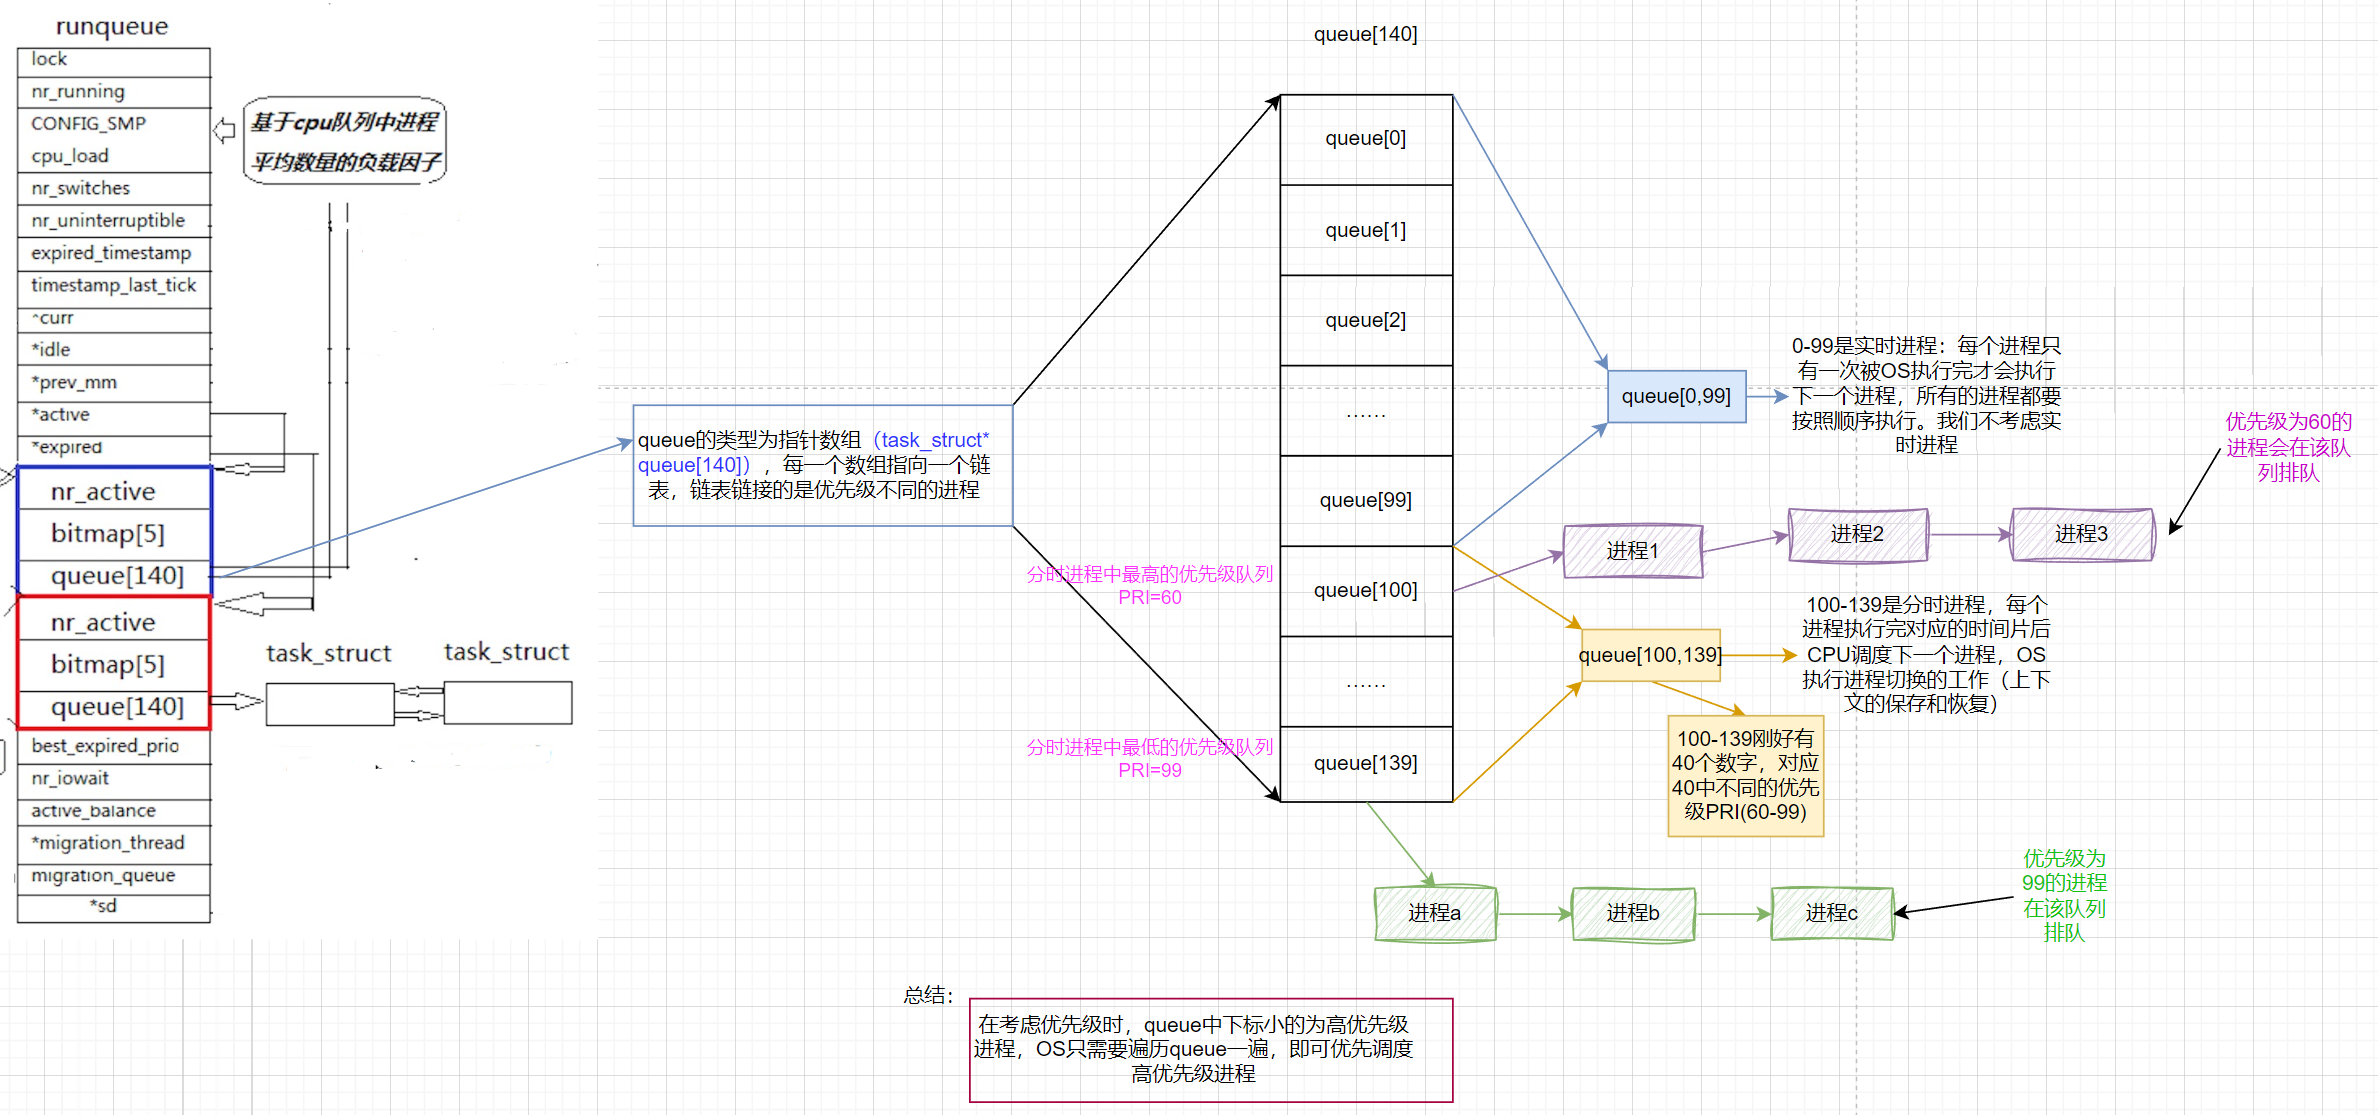 runqueue
lock
nr_running
CONFIG_SMP
cpu_load
nr_switches
nr_uninterruptible
expired_timestamp
timestamp_last_tick
*curr
*idle
*prev_mm
*active
*expired
nr_active
bitmap[5]
queue[140]
nr_active
bitmap[5]
queue[140]
best_expired_prio
nr_iowait
active_balance
*migration_thread
migration_queue
*sd
基于cpu队列中进程
平均数量的负载因子
task_struct
task_struct
queue的类型为指针数组（task_struct*
queue[140]），每一个数组指向一个链
表，链表链接的是优先级不同的进程
queue[140]
queue[0]
queue[1]
queue[2]
......
queue[99]
queue[100]
......
queue[139]
分时进程中最高的优先级队列
PRI=60
分时进程中最低的优先级队列
PRI=99
queue[0,99]
0-99是实时进程：每个进程只
有一次被OS执行完才会执行
下一个进程，所有的进程都要
按照顺序执行。我们不考虑实
时进程
优先级为60的
进程会在该队
列排队
进程1
进程2
进程3
queue[100,139]
100-139是分时进程，每个
进程执行完对应的时间片后
CPU调度下一个进程，OS
执行进程切换的工作（上下
文的保存和恢复）
100-139刚好有
40个数字，对应
40中不同的优先
级PRI(60-99)
进程a
进程b
进程c
优先级为
99的进程
在该队列
排队
总结：
在考虑优先级时，queue中下标小的为高优先级
进程，OS只需要遍历queue一遍，即可优先调度
高优先级进程